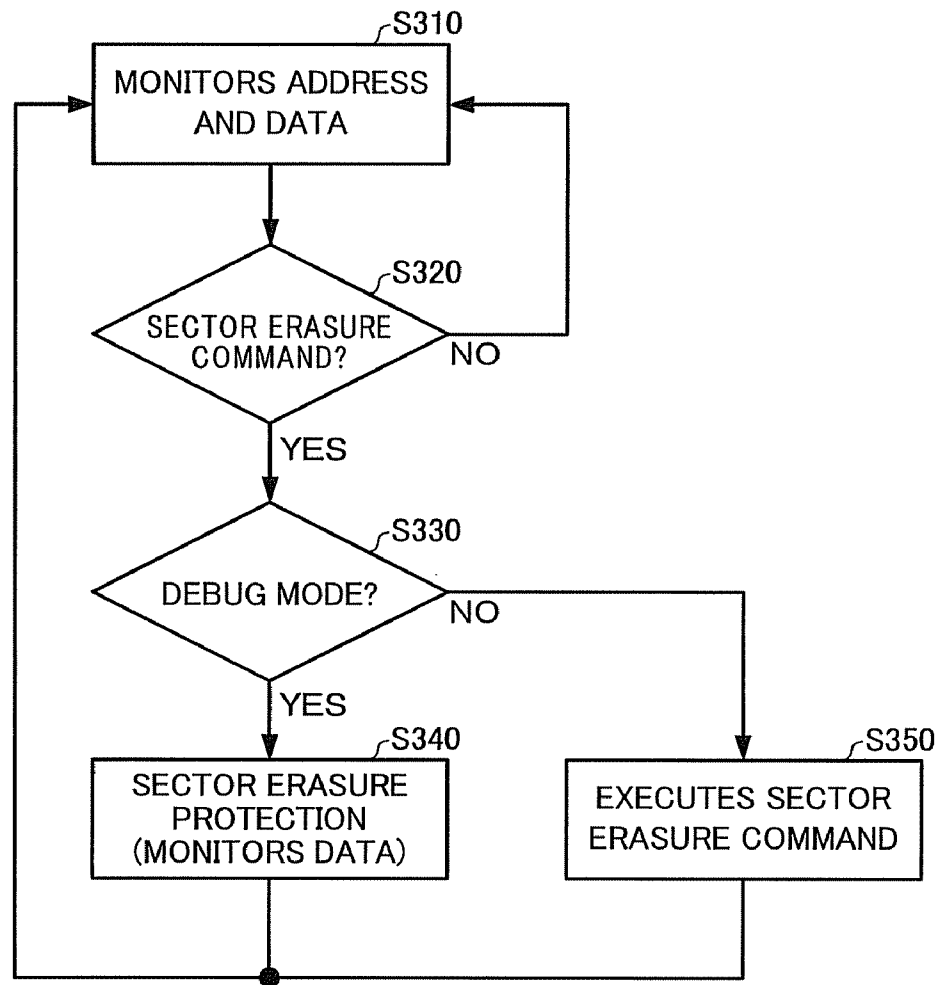 S310
MONITORS ADDRESS
AND DATA
S320
SECTOR ERASURE
COMMAND?
NO
YES
S330
DEBUG MODE?
NO
YES
S340
SECTOR ERASURE
PROTECTION
(MONITORS DATA)
S350
EXECUTES SECTOR
ERASURE COMMAND